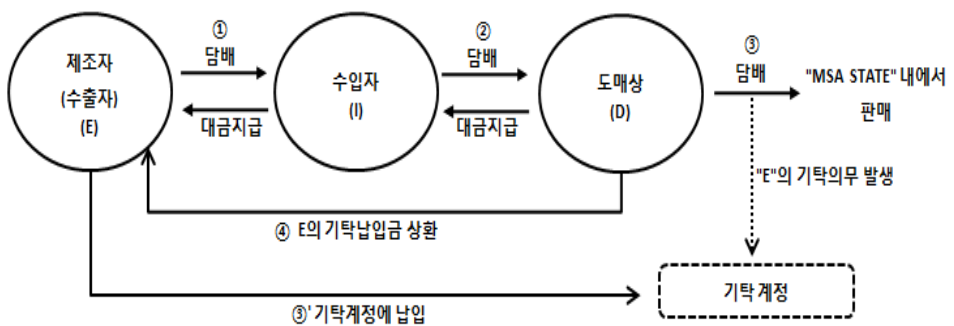 ①
담배
②
담배
③
담배
제조자
(수출자)
(E)
수입자
(I)
도매상
(D)
"MSA STATE" 내에서
판매
대금지급
대금지급
"E"의 기탁의무 발생
④ E의 기탁납입금 상환
기탁 계정
③' 기탁계정에 납입